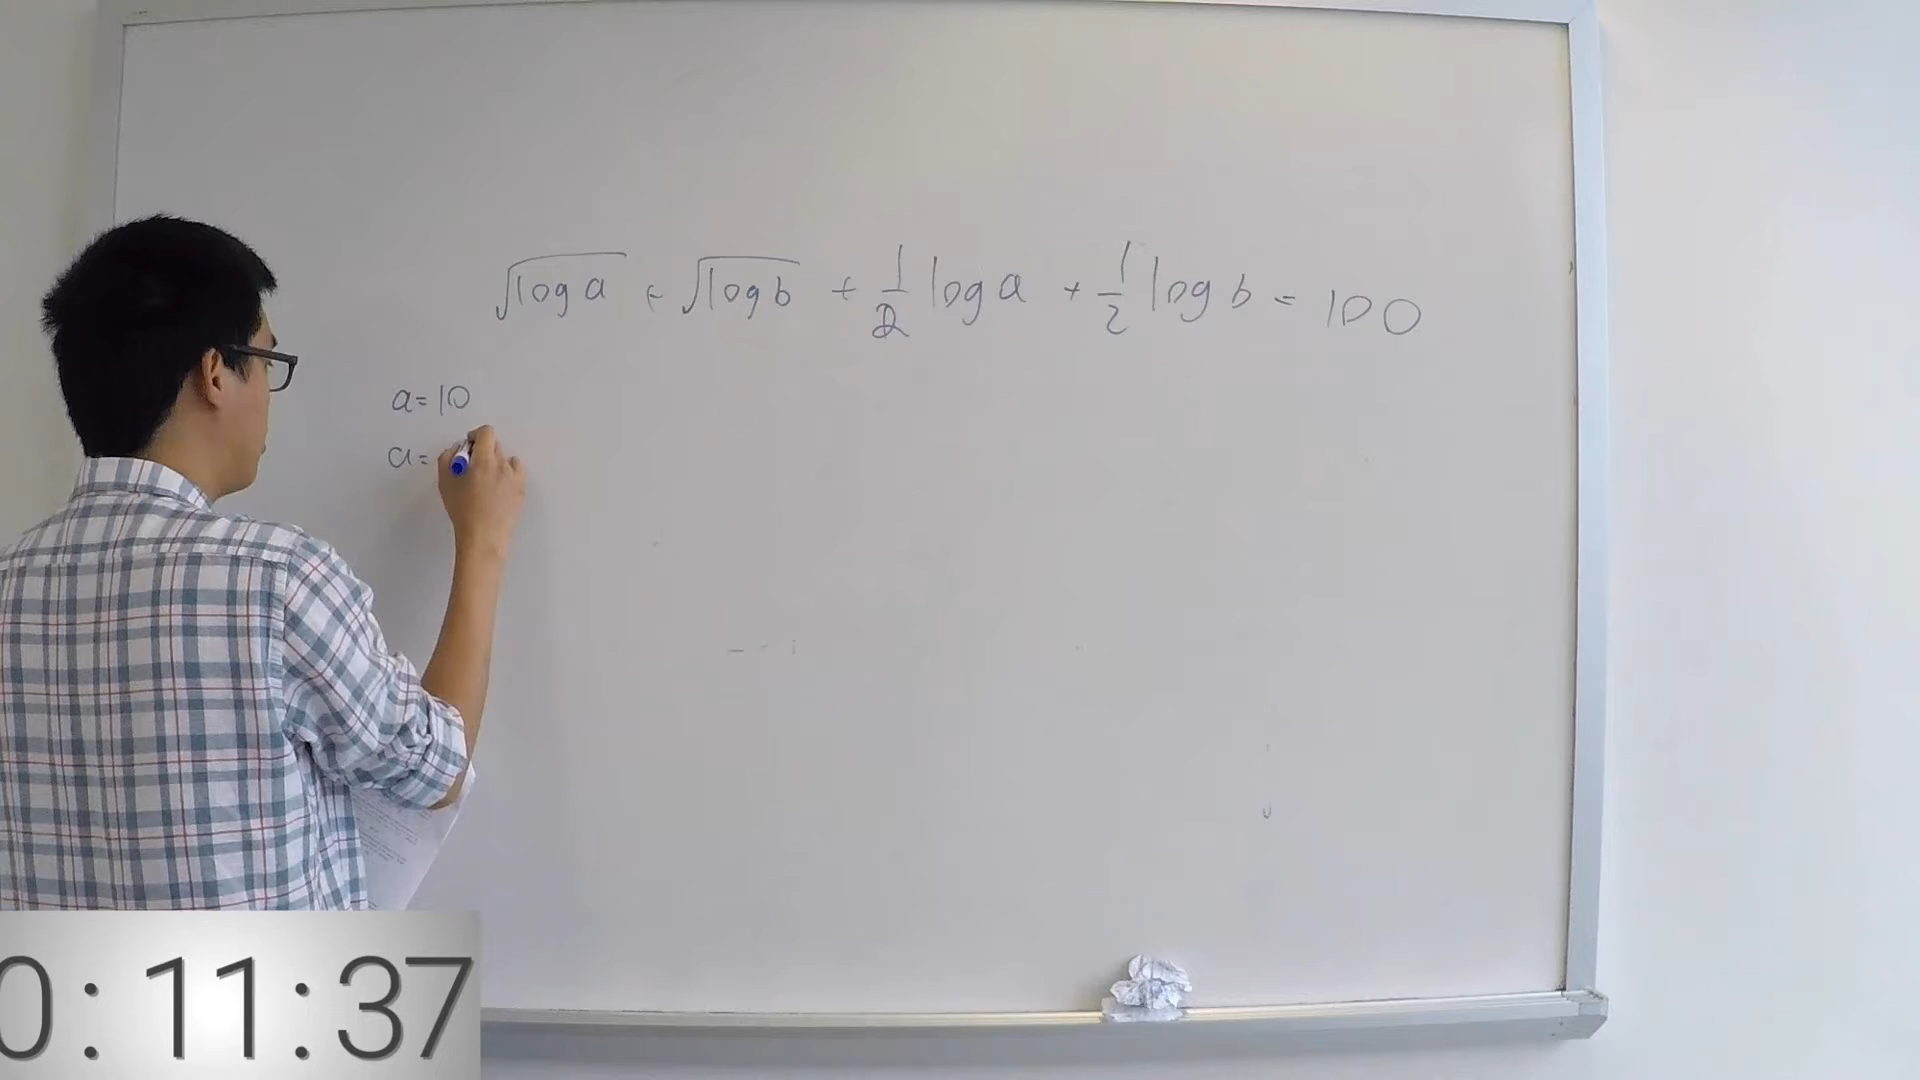 √log a + √log b + 1/2 log a + 1/2 log b = 100
a = 10
a =
0:11:37